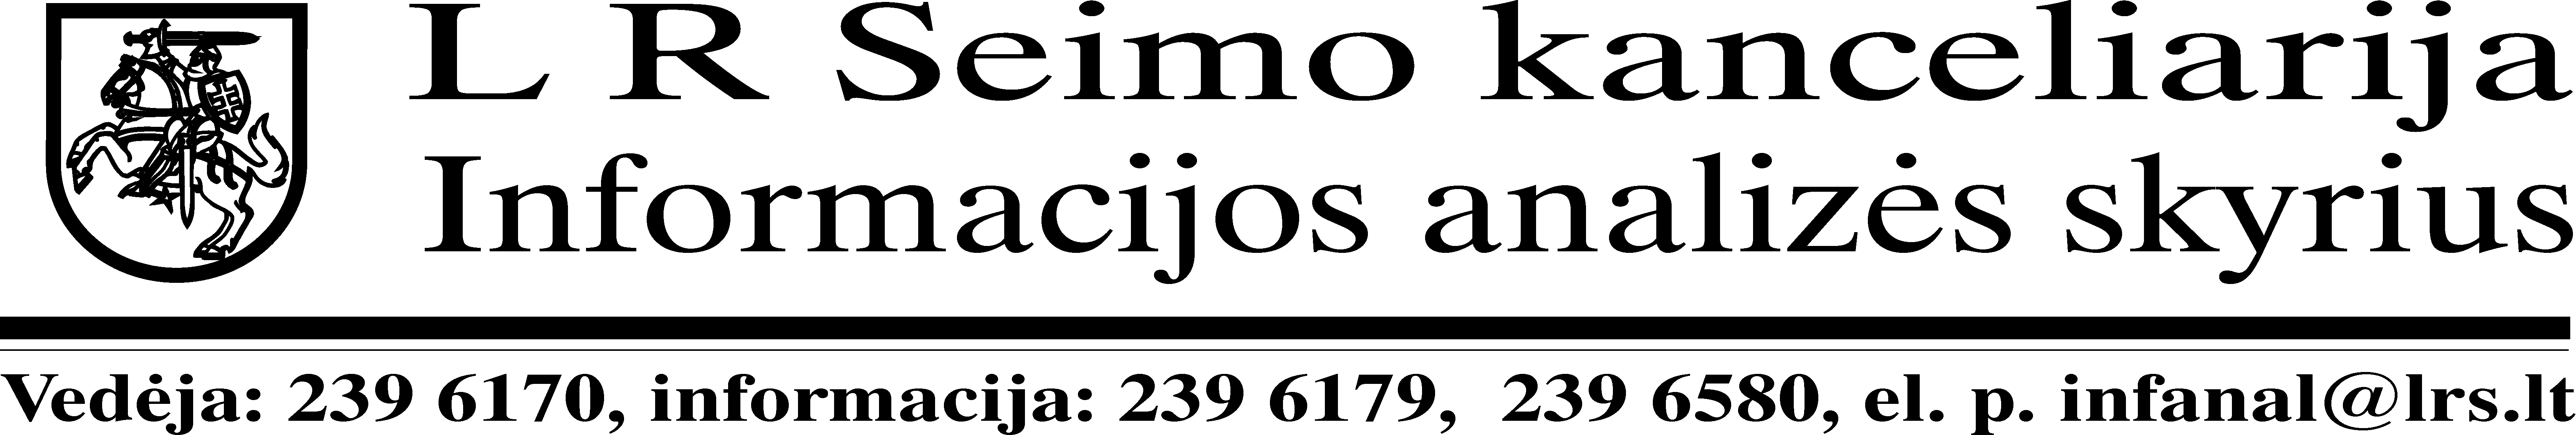 L R Seimo kanceliarija
Informacijos analizės skyrius
Vedėja: 239 6170, informacija: 239 6179, 239 6580, el. p. infanal@lrs.lt